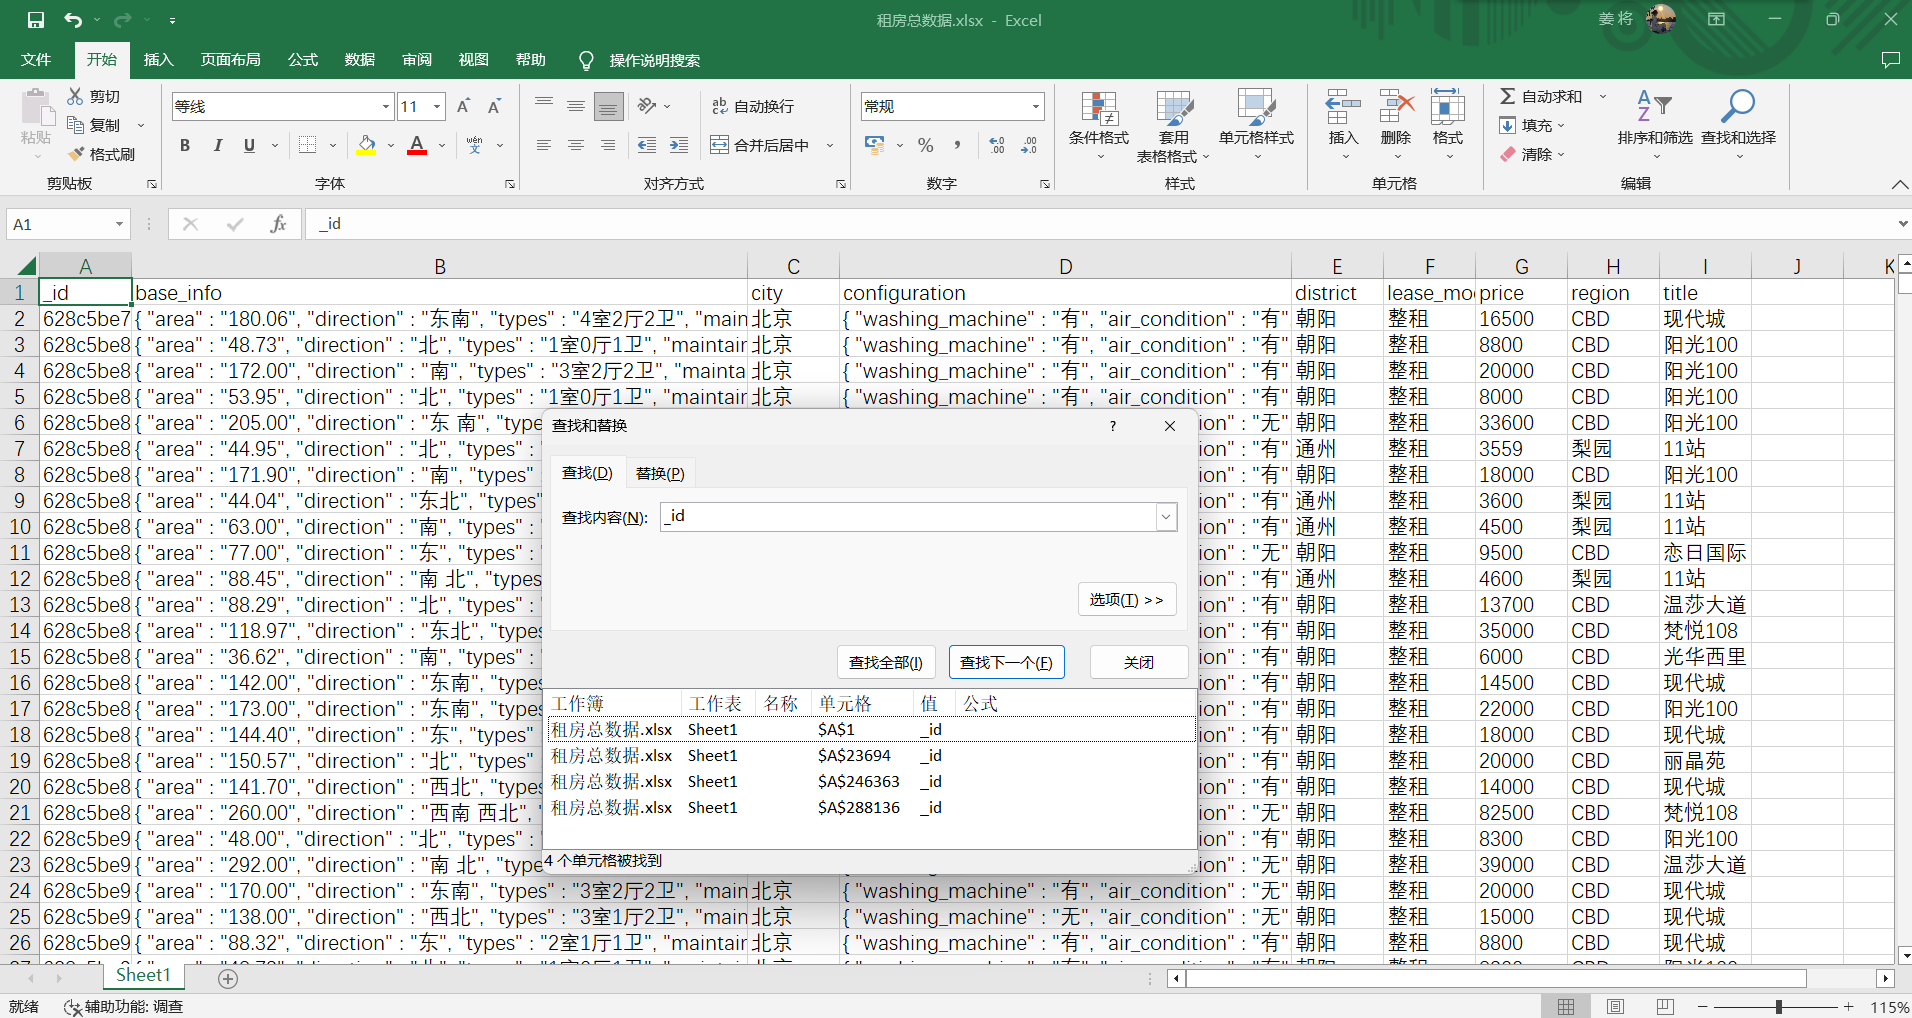 租房总数据.xlsx - Excel
姜 将
文件 开始 插入 页面布局 公式 数据 审阅 视图 帮助 操作说明搜索
粘贴 剪切 复制 格式刷 剪贴板
等线 11 B I U A wén 文 字体
ab 自动换行 合并后居中 对齐方式
常规 % , 数字
条件格式 套用 表格格式 单元格样式 样式
插入 删除 格式 单元格
自动求和 填充 清除 排序和筛选 查找和选择 编辑
A1 fx _id
A B C D E F G H I J K
1 _id base_info city configuration district lease_mo price region title
2 628c5be7 { "area" : "180.06", "direction" : "东南", "types" : "4室2厅2卫", "main 北京 { "washing_machine" : "有", "air_condition" : "有" 朝阳 整租 16500 CBD 现代城
3 628c5be8 { "area" : "48.73", "direction" : "北", "types" : "1室0厅1卫", "maintair 北京 { "washing_machine" : "有", "air_condition" : "有" 朝阳 整租 8800 CBD 阳光100
4 628c5be8 { "area" : "172.00", "direction" : "南", "types" : "3室2厅2卫", "mainta 北京 { "washing_machine" : "有", "air_condition" : "有" 朝阳 整租 20000 CBD 阳光100
5 628c5be8 { "area" : "53.95", "direction" : "北", "types" : "1室0厅1卫", "maintair 北京 { "washing_machine" : "有", "air_condition" : "有" 朝阳 整租 8000 CBD 阳光100
6 628c5be8 { "area" : "205.00", "direction" : "东 南", "type ion" : "无" 朝阳 整租 33600 CBD 阳光100
7 628c5be8 { "area" : "44.95", "direction" : "北", "types" : ion" : "有" 通州 整租 3559 梨园 11站
8 628c5be8 { "area" : "171.90", "direction" : "南", "types" ion" : "有" 朝阳 整租 18000 CBD 阳光100
9 628c5be8 { "area" : "44.04", "direction" : "东北", "types" ion" : "有" 通州 整租 3600 梨园 11站
10 628c5be8 { "area" : "63.00", "direction" : "南", "types" : ion" : "有" 通州 整租 4500 梨园 11站
11 628c5be8 { "area" : "77.00", "direction" : "东", "types" : ion" : "无" 朝阳 整租 9500 CBD 恋日国际
12 628c5be8 { "area" : "88.45", "direction" : "南 北", "types ion" : "有" 通州 整租 4600 梨园 11站
13 628c5be8 { "area" : "88.29", "direction" : "北", "types" : ion" : "有" 朝阳 整租 13700 CBD 温莎大道
14 628c5be8 { "area" : "118.97", "direction" : "东北", "types ion" : "有" 朝阳 整租 35000 CBD 梵悦108
15 628c5be8 { "area" : "36.62", "direction" : "南", "types" : ion" : "有" 朝阳 整租 6000 CBD 光华西里
16 628c5be8 { "area" : "142.00", "direction" : "东南", "types ion" : "有" 朝阳 整租 14500 CBD 现代城
17 628c5be8 { "area" : "173.00", "direction" : "东南", "types ion" : "有" 朝阳 整租 22000 CBD 阳光100
18 628c5be8 { "area" : "144.40", "direction" : "东", "types" : ion" : "有" 朝阳 整租 18000 CBD 现代城
19 628c5be8 { "area" : "150.57", "direction" : "北", "types" : ion" : "有" 朝阳 整租 20000 CBD 丽晶苑
20 628c5be8 { "area" : "141.70", "direction" : "西北", "types ion" : "有" 朝阳 整租 14000 CBD 现代城
21 628c5be8 { "area" : "260.00", "direction" : "西南 西北", " ion" : "无" 朝阳 整租 82500 CBD 梵悦108
22 628c5be9 { "area" : "48.00", "direction" : "北", "types" : ion" : "有" 朝阳 整租 8300 CBD 阳光100
23 628c5be9 { "area" : "292.00", "direction" : "南 北", "type ion" : "无" 朝阳 整租 39000 CBD 温莎大道
24 628c5be9 { "area" : "170.00", "direction" : "东南", "types" : "3室2厅2卫", "main 北京 { "washing_machine" : "有", "air_condition" : "无" 朝阳 整租 20000 CBD 现代城
25 628c5be9 { "area" : "138.00", "direction" : "西北", "types" : "3室1厅2卫", "main 北京 { "washing_machine" : "无", "air_condition" : "无" 朝阳 整租 15000 CBD 现代城
26 628c5be9 { "area" : "88.32", "direction" : "东", "types" : "2室1厅1卫", "maintair 北京 { "washing_machine" : "有", "air_condition" : "有" 朝阳 整租 8800 CBD 现代城
查找和替换 ?
查找(D) 替换(P)
查找内容(N): _id
选项(T) >>
查找全部(I) 查找下一个(F) 关闭
工作簿 工作表 名称 单元格 值 公式
租房总数据.xlsx Sheet1 $A$1 _id
租房总数据.xlsx Sheet1 $A$23694 _id
租房总数据.xlsx Sheet1 $A$246363 _id
租房总数据.xlsx Sheet1 $A$288136 _id
4 个单元格被找到
Sheet1
就绪 辅助功能: 调查 115%